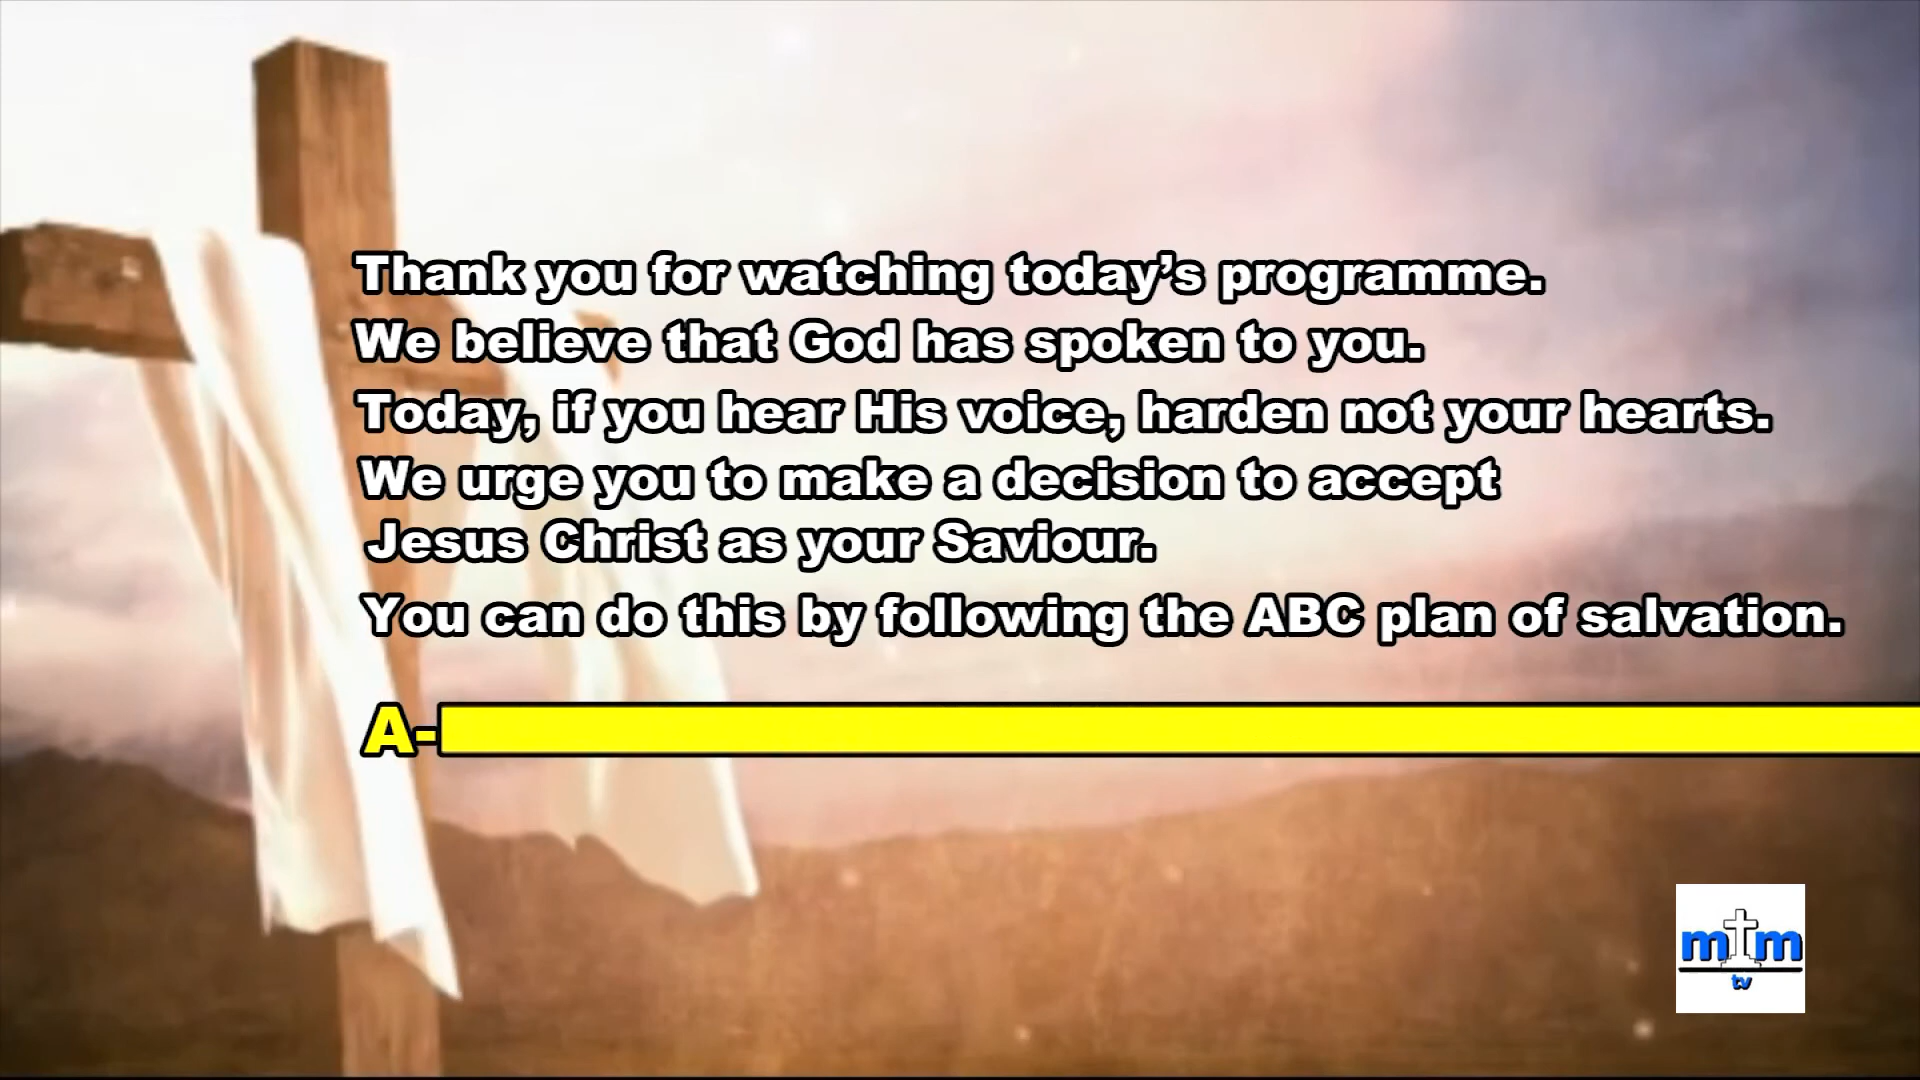 Thank you for watching today’s programme.
We believe that God has spoken to you.
Today, if you hear His voice, harden not your hearts.
We urge you to make a decision to accept
Jesus Christ as your Saviour.
You can do this by following the ABC plan of salvation.
A-
mtm
tv